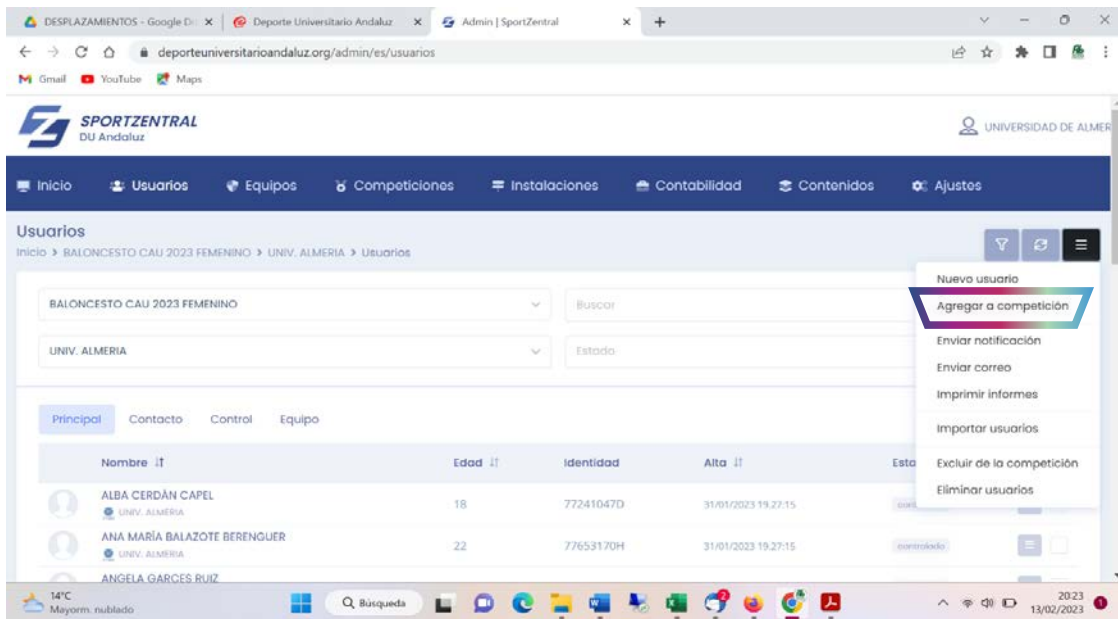 DESPLAZAMIENTOS - Google D
Deporte Universitario Andaluz
Admin | SportZentral
deporteuniversitarioandaluz.org/admin/es/usuarios
Gmail YouTube Maps
SPORTZENTRAL
DU Andaluz
UNIVERSIDAD DE ALMER
Inicio Usuarios Equipos Competiciones Instalaciones Contabilidad Contenidos Ajustes
Usuarios
Inicio > BALONCESTO CAU 2023 FEMENINO > UNIV. ALMERIA > Usuarios
Nuevo usuario
BALONCESTO CAU 2023 FEMENINO Buscar Agregar a competición
Enviar notificación
UNIV. ALMERIA Estado
Enviar correo
Imprimir informes
Principal Contacto Control Equipo
Importar usuarios
Nombre Edad Identidad Alta Esta Excluir de la competición
Eliminar usuarios
ALBA CERDÀN CAPEL
UNIV. ALMERIA
18 77241047D 31/01/2023 19.27:15
ANA MARÍA BALAZOTE BERENGUER
UNIV. ALMERIA
22 77653170H 31/01/2023 19.27:15 controlado
ANGELA GARCES RUIZ
14°C
Mayorm. nublado
Búsqueda
20:23
13/02/2023
1